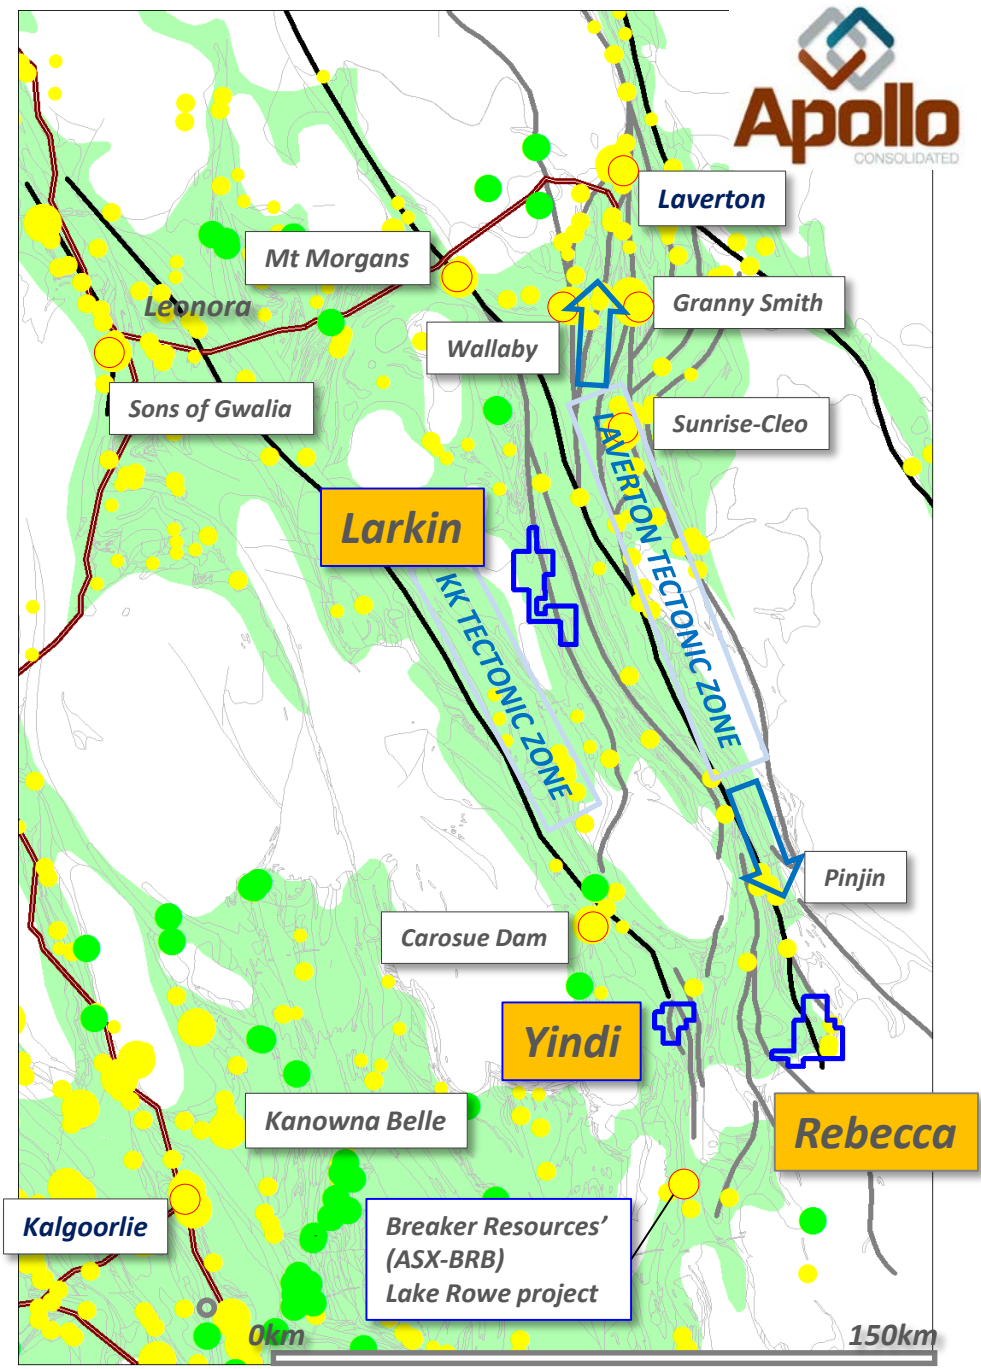 Apollo
CONSOLIDATED
Laverton
Mt Morgans
Leonora
Granny Smith
Wallaby
Sons of Gwalia
Sunrise-Cleo
LAVERTON TECTONIC ZONE
Larkin
KK TECTONIC ZONE
Pinjin
Carosue Dam
Yindi
Kanowna Belle
Rebecca
Kalgoorlie
Breaker Resources’
(ASX-BRB)
Lake Rowe project
0km
150km